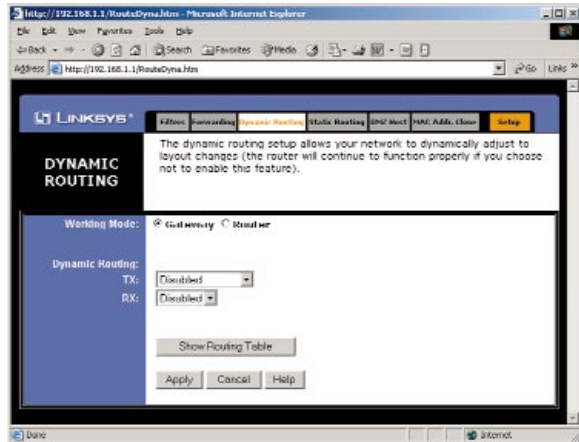 http://192.168.1.1/RouteDyna.htm - Microsoft Internet Explorer
File Edit View Favorites Tools Help
Back Search Favorites Media
Address http://192.168.1.1/RouteDyna.htm Go Links »
LINKSYS®
Filters Forwarding Dynamic Routing Static Routing DMZ Host MAC Addr. Clone Setup
DYNAMIC
ROUTING
The dynamic routing setup allows your network to dynamically adjust to
layout changes (the router will continue to function properly if you choose
not to enable this feature).
Working Mode: Gateway Router
Dynamic Routing:
TX: Disabled
RX: Disabled
Show Routing Table
Apply Cancel Help
Done Internet